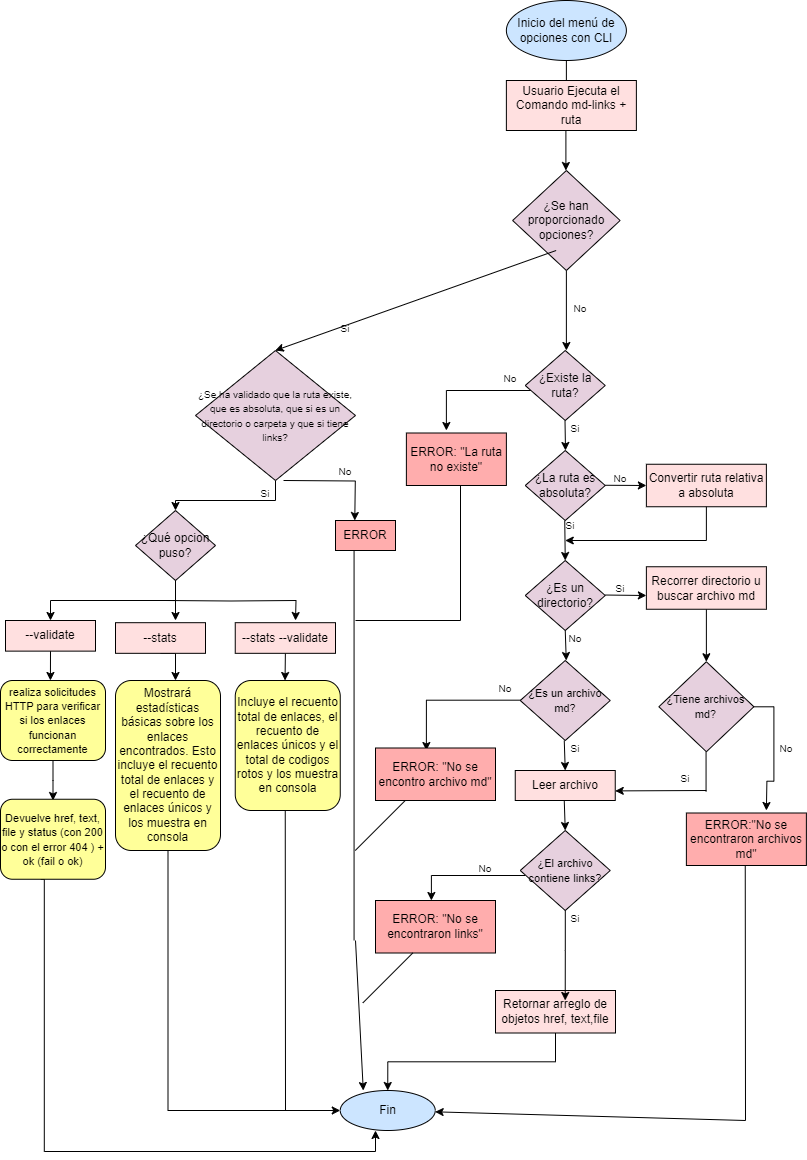 Inicio del menú de
opciones con CLI
Usuario Ejecuta el
Comando md-links +
ruta
¿Se han
proporcionado
opciones?
Si
No
¿Se ha validado que la ruta existe,
que es absoluta, que si es un
directorio o carpeta y que si tiene
links?
No
Si
ERROR
¿Qué opcion
puso?
--validate
--stats
--stats --validate
realiza solicitudes
HTTP para verificar
si los enlaces
funcionan
correctamente
Devuelve href, text,
file y status (con 200
o con el error 404 ) +
ok (fail o ok)
Mostrará
estadísticas
básicas sobre los
enlaces
encontrados. Esto
incluye el recuento
total de enlaces y
el recuento de
enlaces únicos y
los muestra en
consola
Incluye el recuento
total de enlaces, el
recuento de
enlaces únicos y el
total de codigos
rotos y los muestra
en consola
¿Existe la
ruta?
No
ERROR: "La ruta
no existe"
Si
¿La ruta es
absoluta?
No
Convertir ruta relativa
a absoluta
Si
¿Es un
directorio?
Si
Recorrer directorio u
buscar archivo md
No
¿Es un archivo
md?
No
ERROR: "No se
encontro archivo md"
Si
¿Tiene archivos
md?
No
Si
ERROR:"No se
encontraron archivos
md"
Leer archivo
¿El archivo
contiene links?
No
ERROR: "No se
encontraron links"
Si
Retornar arreglo de
objetos href, text,file
Fin